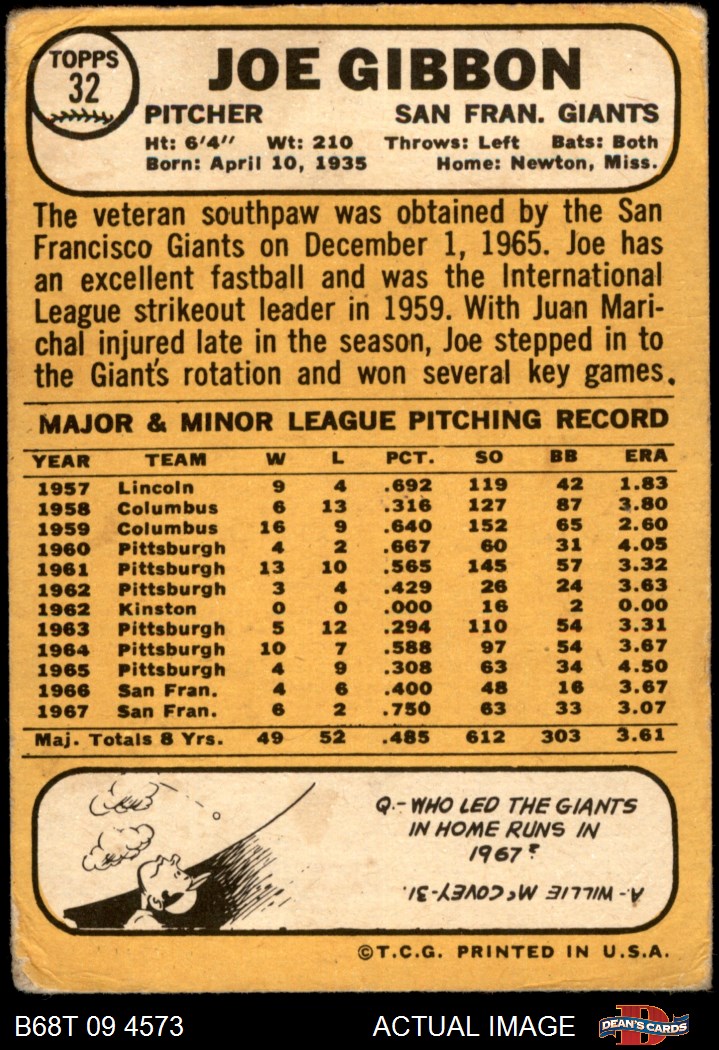 TOPPS
32
JOE GIBBON
PITCHER SAN FRAN. GIANTS
Ht: 6'4" Wt: 210 Throws: Left Bats: Both
Born: April 10, 1935 Home: Newton, Miss.
The veteran southpaw was obtained by the San
Francisco Giants on December 1, 1965. Joe has
an excellent fastball and was the International
League strikeout leader in 1959. With Juan Mari-
chal injured late in the season, Joe stepped in to
the Giant's rotation and won several key games.
MAJOR & MINOR LEAGUE PITCHING RECORD
YEAR TEAM W L PCT. SO BB ERA
1957 Lincoln 9 4 .692 119 42 1.83
1958 Columbus 6 13 .316 127 87 3.80
1959 Columbus 16 9 .640 152 65 2.60
1960 Pittsburgh 4 2 .667 60 31 4.05
1961 Pittsburgh 13 10 .565 145 57 3.32
1962 Pittsburgh 3 4 .429 26 24 3.63
1962 Kinston 0 0 .000 16 2 0.00
1963 Pittsburgh 5 12 .294 110 54 3.31
1964 Pittsburgh 10 7 .588 97 54 3.67
1965 Pittsburgh 4 9 .308 63 34 4.50
1966 San Fran. 4 6 .400 48 16 3.67
1967 San Fran. 6 2 .750 63 33 3.07
Maj. Totals 8 Yrs. 49 52 .485 612 303 3.61
Q.- WHO LED THE GIANTS
IN HOME RUNS IN
1967?
A.- WILLIE McCOVEY-31.
©T.C.G. PRINTED IN U.S.A.
B68T 09 4573 ACTUAL IMAGE
DEAN'S CARDS